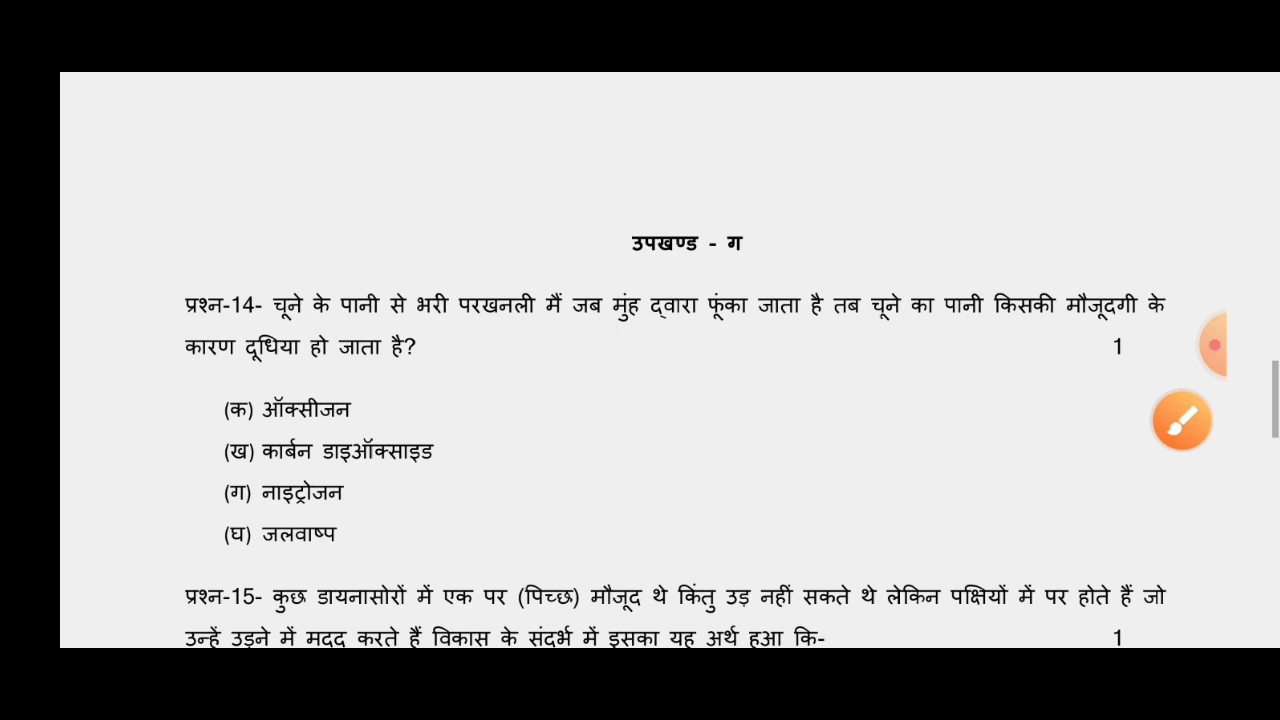 उपखण्ड - ग
प्रश्न-14- चूने के पानी से भरी परखनली मैं जब मुंह द्वारा फूंका जाता है तब चूने का पानी किसकी मौजूदगी के
कारण दूधिया हो जाता है? 1
(क) ऑक्सीजन
(ख) कार्बन डाइऑक्साइड
(ग) नाइट्रोजन
(घ) जलवाष्प
प्रश्न-15- कुछ डायनासोरों में एक पर (पिच्छ) मौजूद थे किंतु उड़ नहीं सकते थे लेकिन पक्षियों में पर होते हैं जो
उन्हें उड़ने में मदद करते हैं विकास के संदर्भ में इसका यह अर्थ हुआ कि- 1